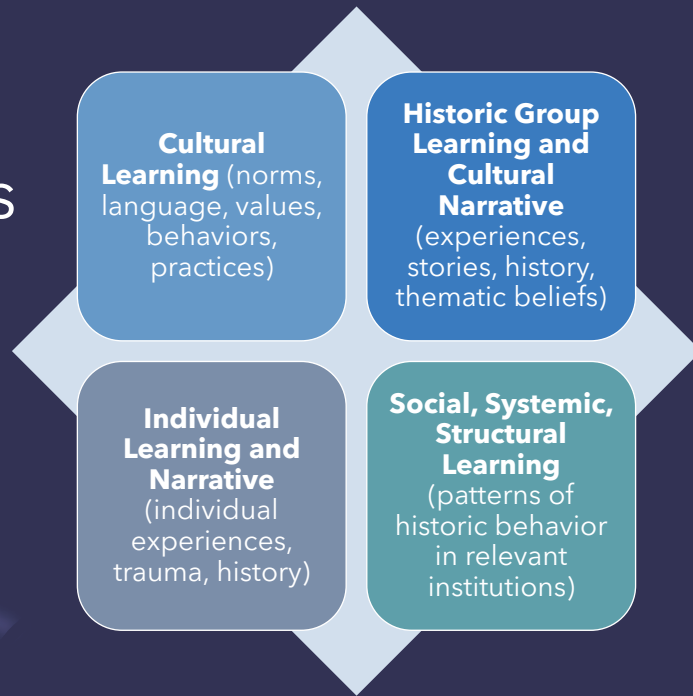 s
Cultural
Learning (norms,
language, values,
behaviors,
practices)
Historic Group
Learning and
Cultural
Narrative
(experiences,
stories, history,
thematic beliefs)
Individual
Learning and
Narrative
(individual
experiences,
trauma, history)
Social, Systemic,
Structural
Learning
(patterns of
historic behavior
in relevant
institutions)